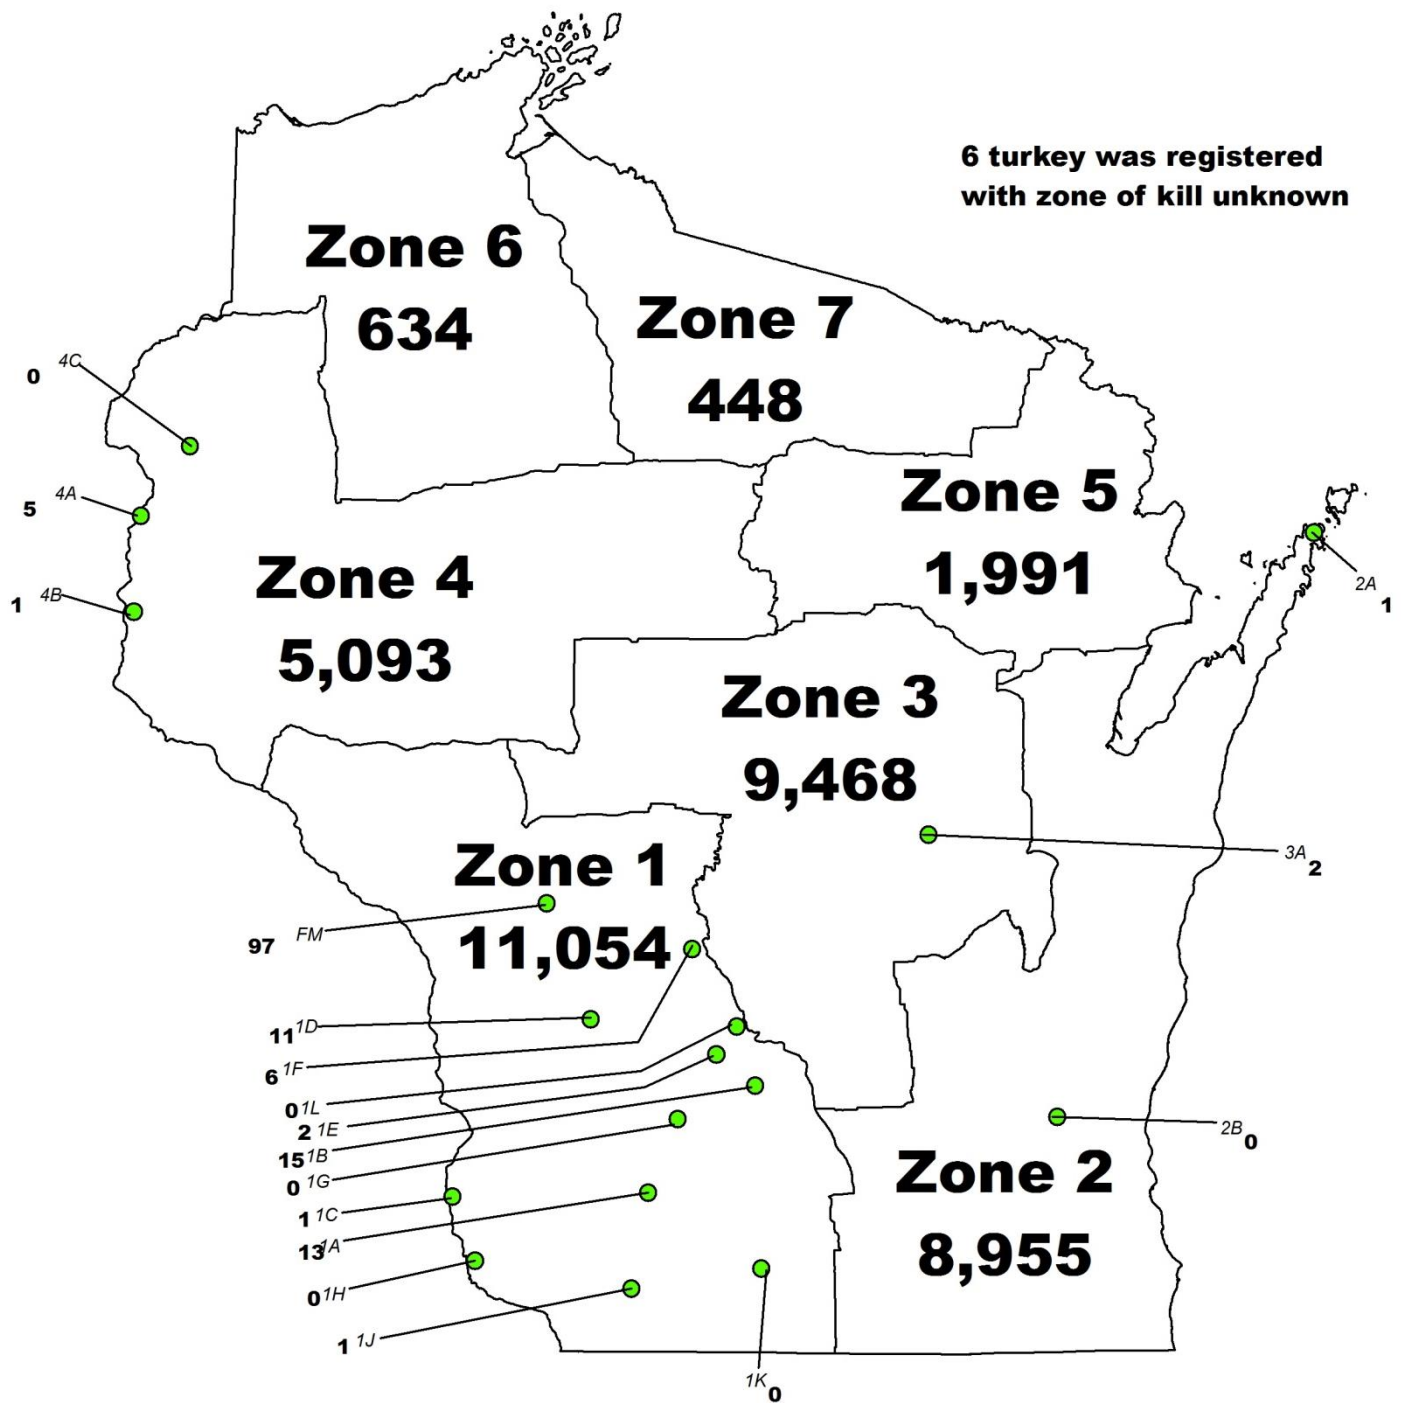 6 turkey was registered
with zone of kill unknown
Zone 6
634
Zone 7
448
4C
0
4A
5
4B
1
Zone 5
1,991
2A
1
Zone 4
5,093
Zone 3
9,468
3A
2
Zone 1
11,054
FM
97
11 1D
6 1F
0 1L
2 1E
15 1B
0 1G
1 1C
13 1A
0 1H
1 1J
1K
0
2B
0
Zone 2
8,955